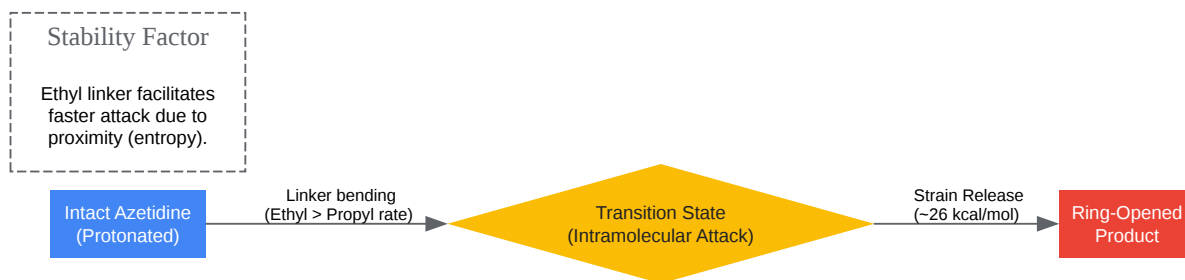 Stability Factor
Ethyl linker facilitates
faster attack due to
proximity (entropy).
Intact Azetidine
(Protonated)
Linker bending
(Ethyl > Propyl rate)
Transition State
(Intramolecular Attack)
Strain Release
(~26 kcal/mol)
Ring-Opened
Product